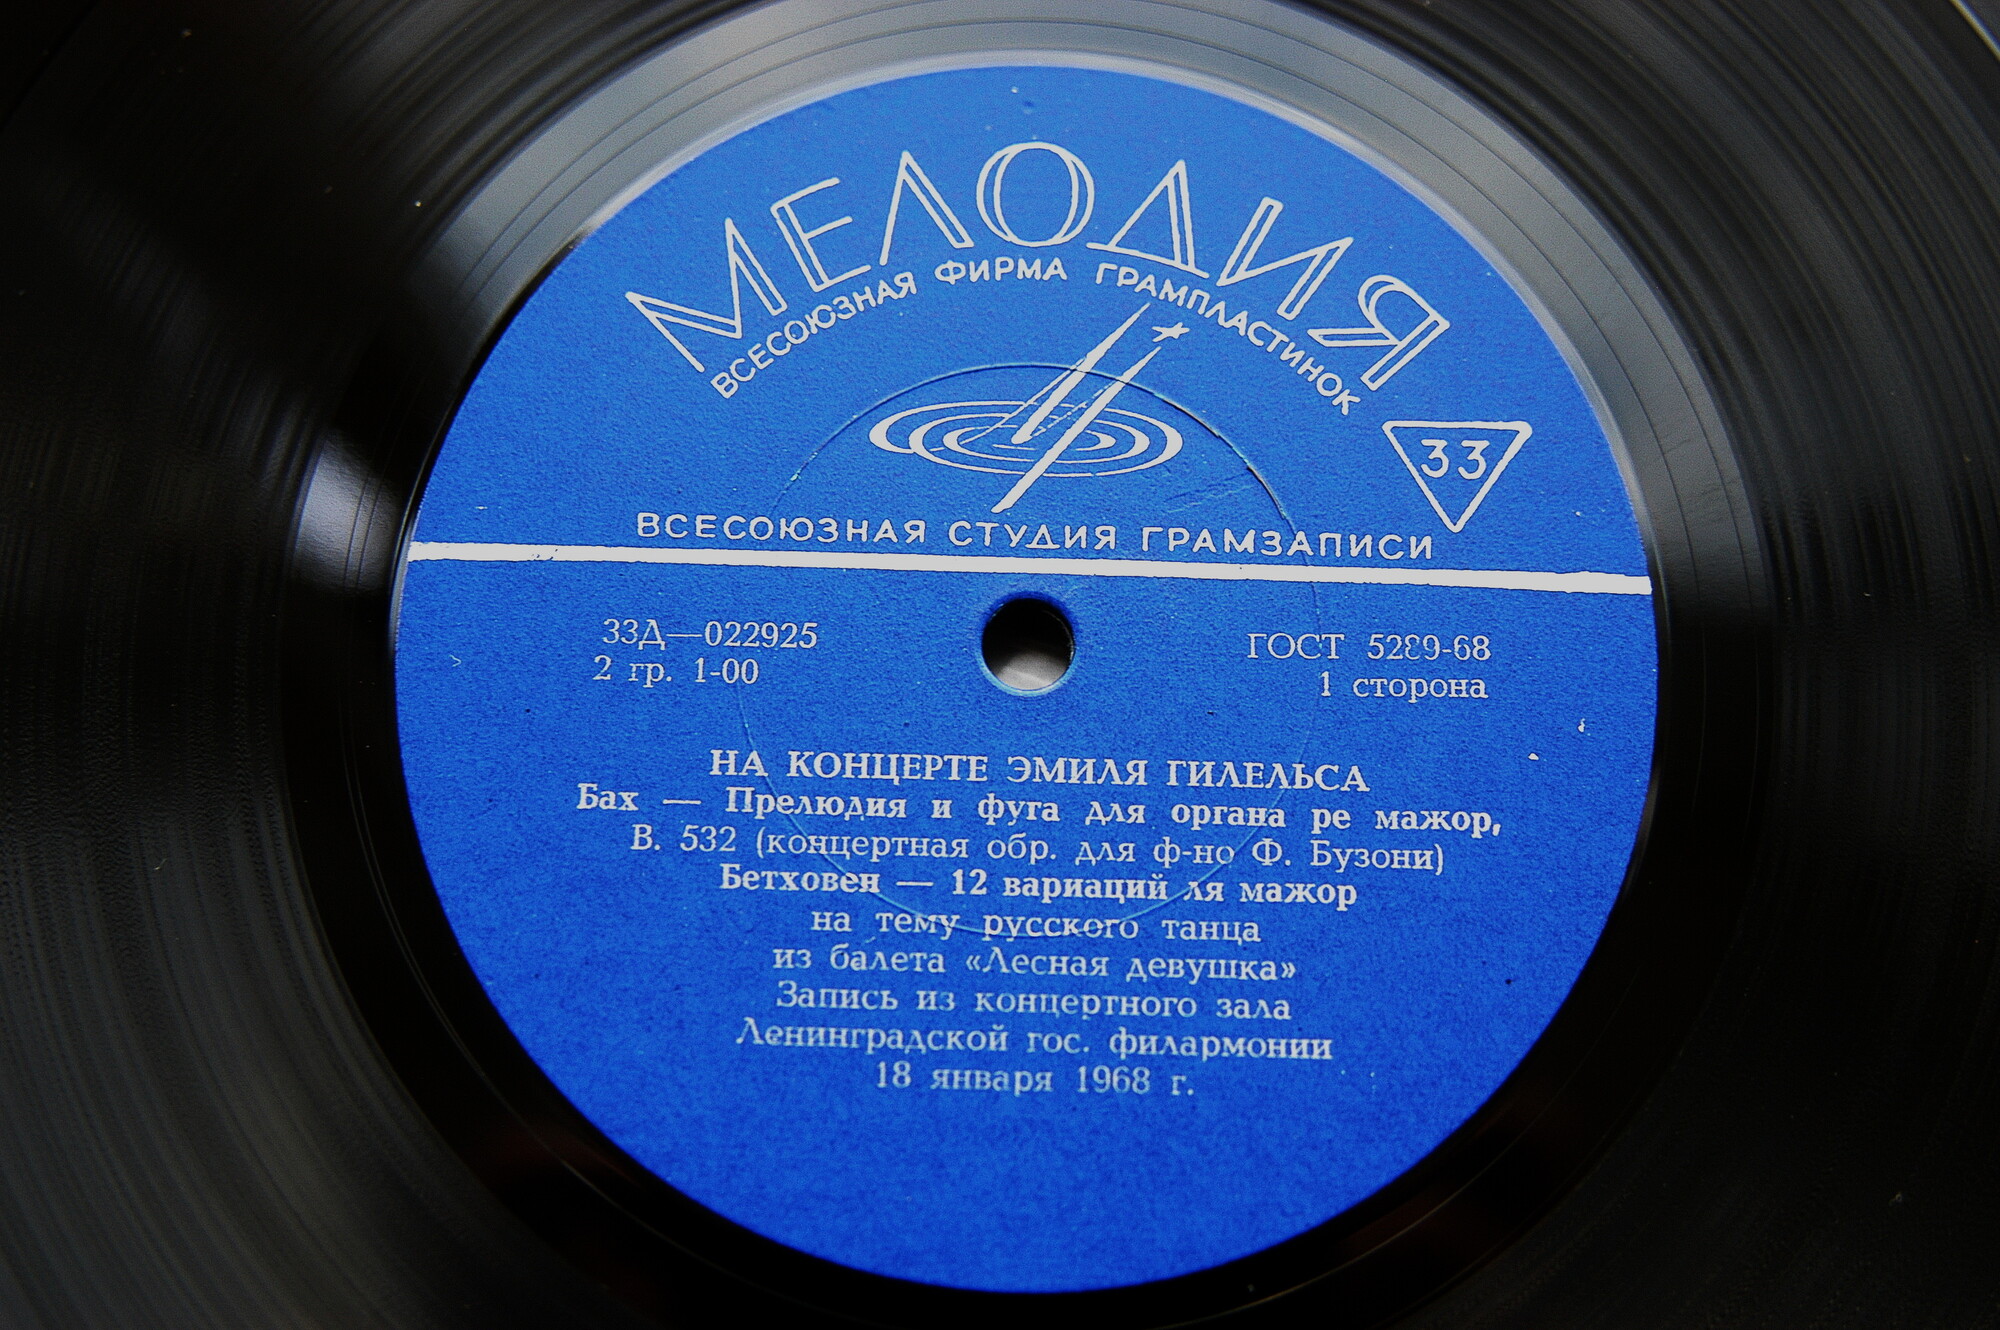 МЕЛОДИЯ
ВСЕСОЮЗНАЯ ФИРМА ГРАМПЛАСТИНОК
33
ВСЕСОЮЗНАЯ СТУДИЯ ГРАМЗАПИСИ
33Д—022925
2 гр. 1-00
ГОСТ 5289-68
1 сторона
НА КОНЦЕРТЕ ЭМИЛЯ ГИЛЕЛЬСА
Бах — Прелюдия и фуга для органа ре мажор,
В. 532 (концертная обр. для ф-но Ф. Бузони)
Бетховен — 12 вариаций ля мажор
на тему русского танца
из балета «Лесная девушка»
Запись из концертного зала
Ленинградской гос. филармонии
18 января 1968 г.